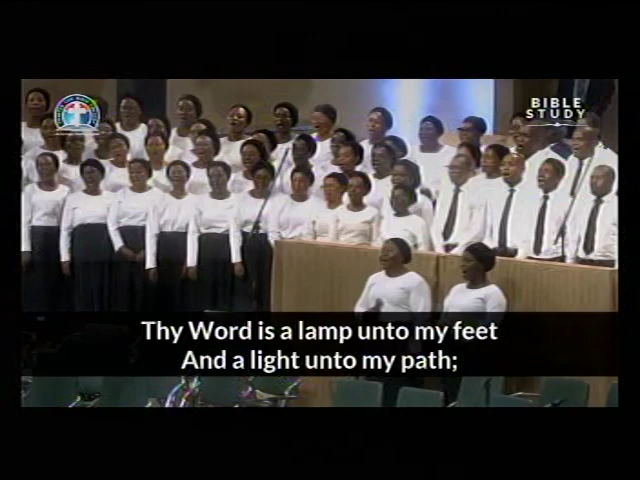 BIBLE
STUDY
Thy Word is a lamp unto my feet
And a light unto my path;